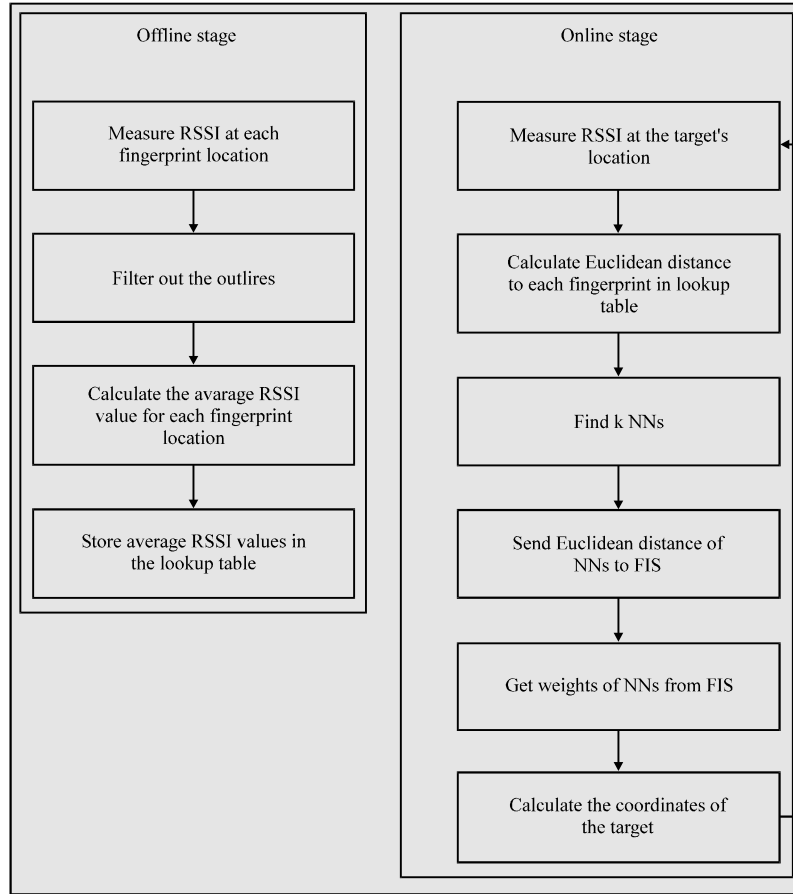 Offline stage
Measure RSSI at each
fingerprint location
Filter out the outlires
Calculate the avarage RSSI
value for each fingerprint
location
Store average RSSI values in
the lookup table
Online stage
Measure RSSI at the target's
location
Calculate Euclidean distance
to each fingerprint in lookup
table
Find k NNs
Send Euclidean distance of
NNs to FIS
Get weights of NNs from FIS
Calculate the coordinates of
the target